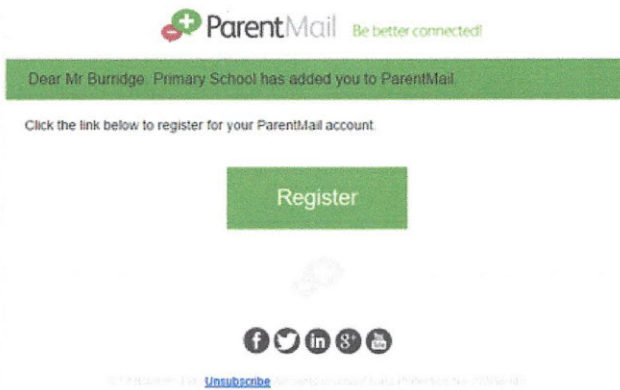 ParentMail Be better connected!
Dear Mr Burridge. Primary School has added you to ParentMail.
Click the link below to register for your ParentMail account.
Register
Unsubscribe